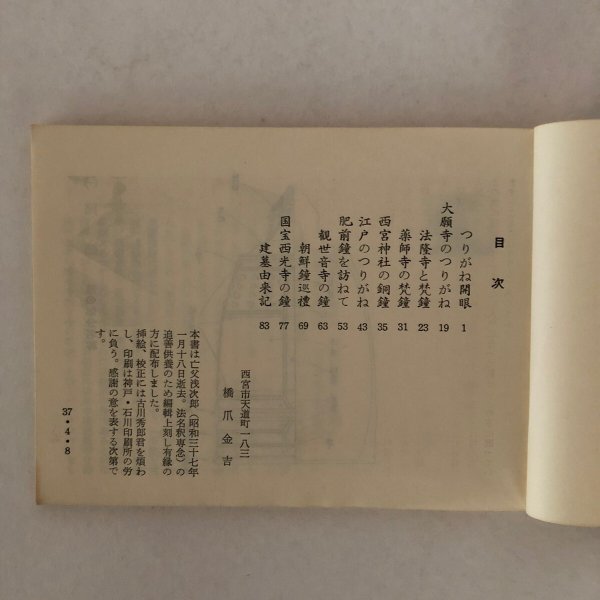 目次
つりがね開眼 1
大願寺のつりがね 19
法隆寺と梵鐘 23
薬師寺の梵鐘 31
西宮神社の銅鐘 35
江戸のつりがね 43
肥前鐘を訪ねて 53
観世音寺の鐘 63
朝鮮鐘巡禮 69
国宝西光寺の鐘 77
建墓由来記 83
西宮市天道町一八三
橋爪金吉
本書は亡父浅次郎（昭和三十七年
一月十八日逝去。法名釈専念）の
追善供養のため編輯上刻し有縁の
方に配布しました。
挿絵、校正には古川秀郎君を煩わ
し、印刷は神戸・石川印刷所の労
に負う。感謝の意を表する次第で
す。
37・4・8